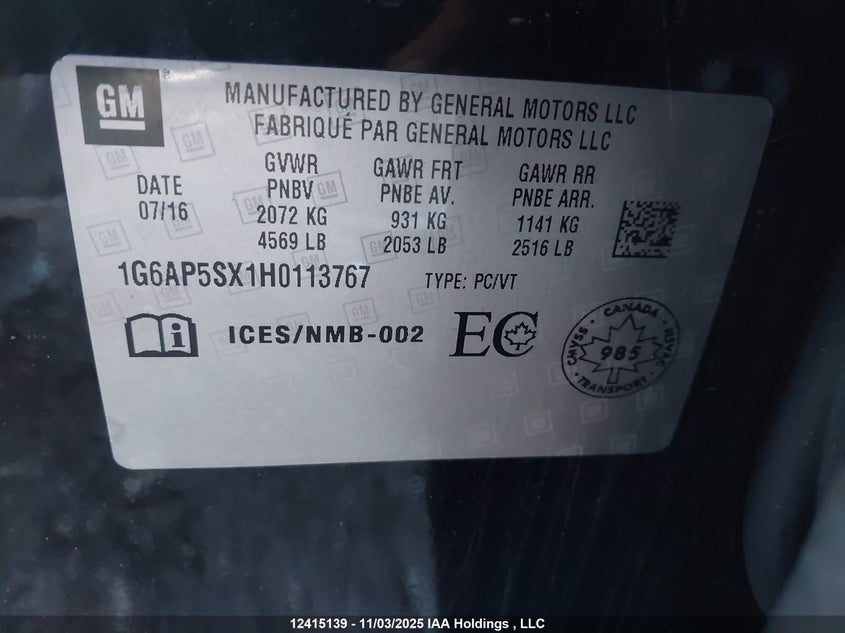 GM
MANUFACTURED BY GENERAL MOTORS LLC
FABRIQUÉ PAR GENERAL MOTORS LLC
DATE
07/16
GVWR
PNBV
2072 KG
4569 LB
GAWR FRT
PNBE AV.
931 KG
2053 LB
GAWR RR
PNBE ARR.
1141 KG
2516 LB
1G6AP5SX1H0113767
TYPE: PC/VT
i
ICES/NMB-002
EC
CANADA
CMVSS
985
NSVAC
TRANSPORT
12415139 - 11/03/2025 IAA Holdings , LLC